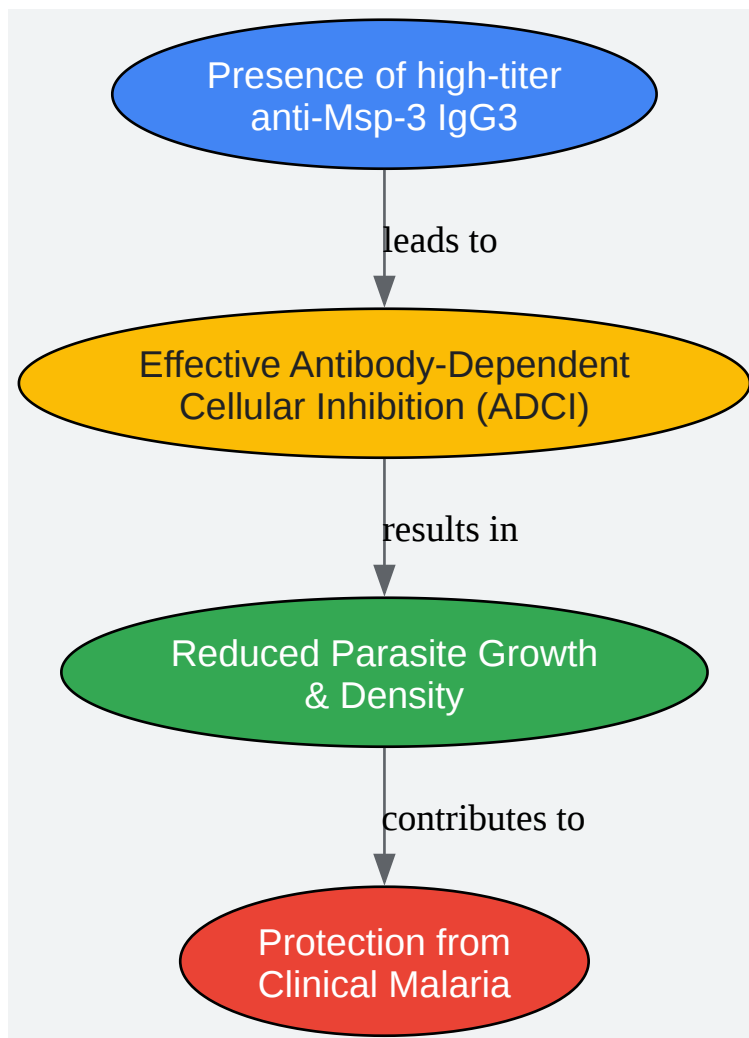 Presence of high-titer
anti-Msp-3 IgG3
leads to
Effective Antibody-Dependent
Cellular Inhibition (ADCI)
results in
Reduced Parasite Growth
& Density
contributes to
Protection from
Clinical Malaria